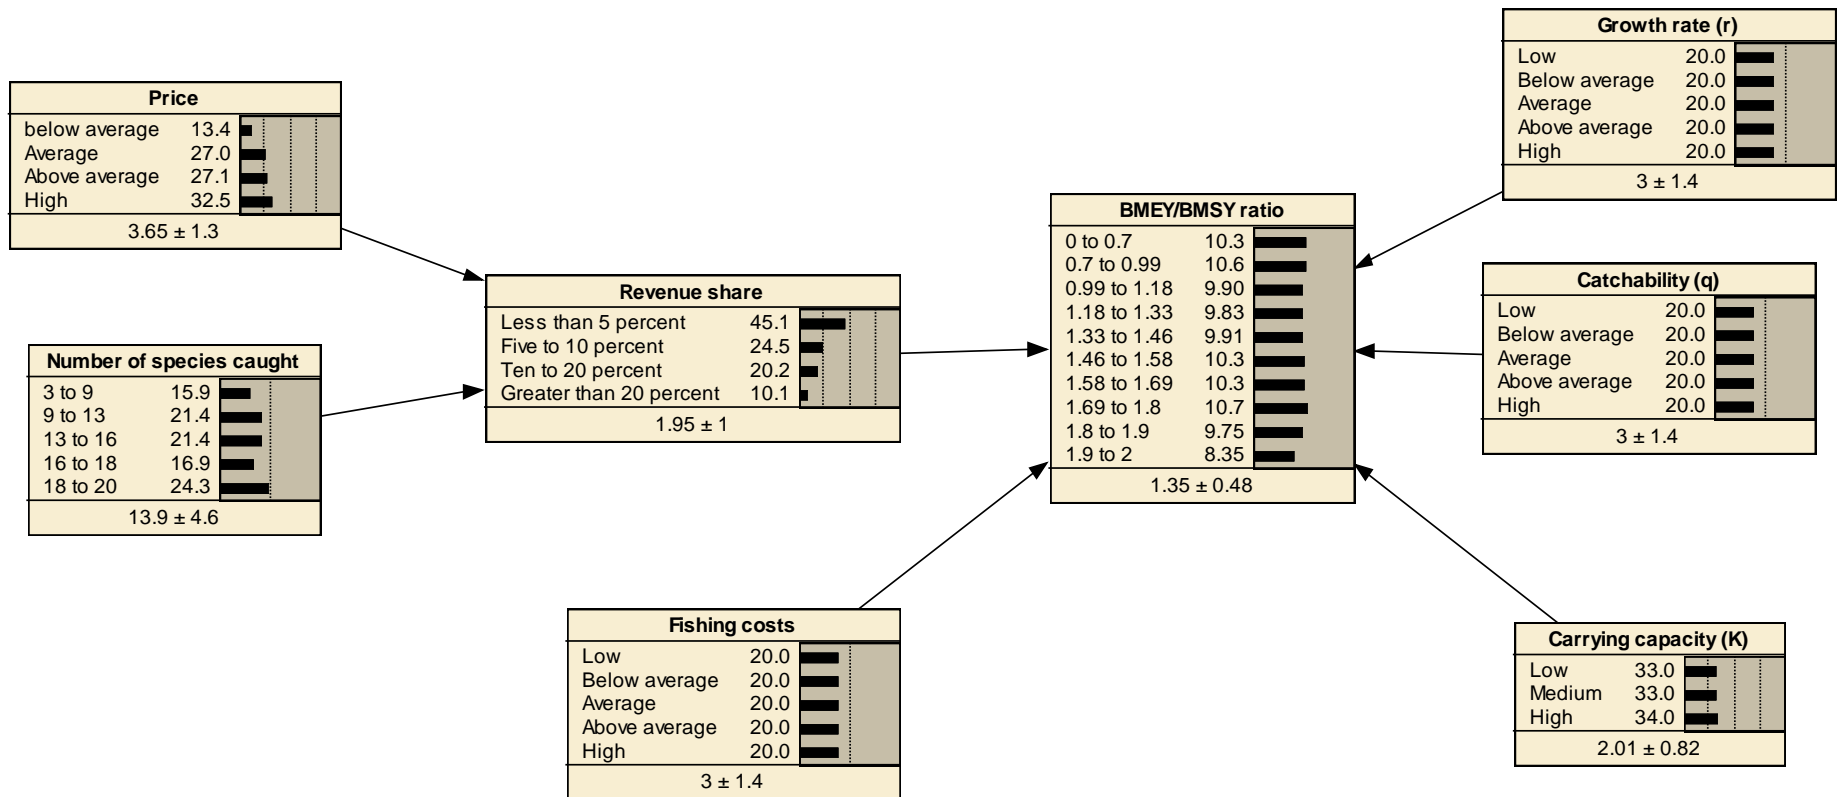 Price
below average 13.4
Average 27.0
Above average 27.1
High 32.5
3.65 ± 1.3
Number of species caught
3 to 9 15.9
9 to 13 21.4
13 to 16 21.4
16 to 18 16.9
18 to 20 24.3
13.9 ± 4.6
Revenue share
Less than 5 percent 45.1
Five to 10 percent 24.5
Ten to 20 percent 20.2
Greater than 20 percent 10.1
1.95 ± 1
Fishing costs
Low 20.0
Below average 20.0
Average 20.0
Above average 20.0
High 20.0
3 ± 1.4
BMEY/BMSY ratio
0 to 0.7 10.3
0.7 to 0.99 10.6
0.99 to 1.18 9.90
1.18 to 1.33 9.83
1.33 to 1.46 9.91
1.46 to 1.58 10.3
1.58 to 1.69 10.3
1.69 to 1.8 10.7
1.8 to 1.9 9.75
1.9 to 2 8.35
1.35 ± 0.48
Growth rate (r)
Low 20.0
Below average 20.0
Average 20.0
Above average 20.0
High 20.0
3 ± 1.4
Catchability (q)
Low 20.0
Below average 20.0
Average 20.0
Above average 20.0
High 20.0
3 ± 1.4
Carrying capacity (K)
Low 33.0
Medium 33.0
High 34.0
2.01 ± 0.82